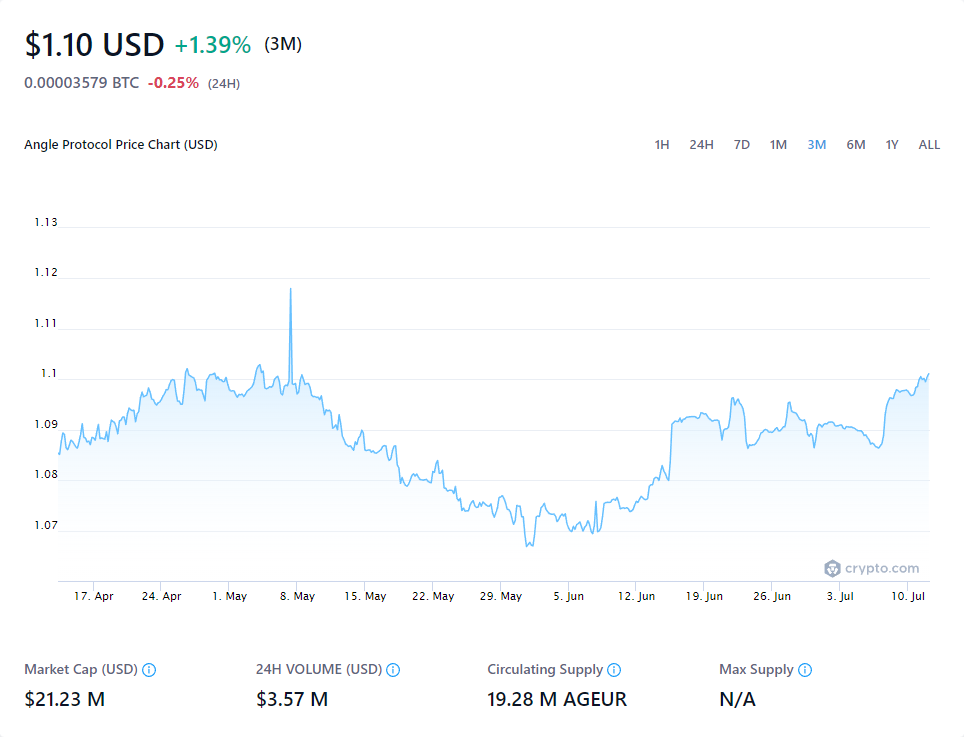 $1.10 USD +1.39% (3M)
0.00003579 BTC -0.25% (24H)
Angle Protocol Price Chart (USD) 1H 24H 7D 1M 3M 6M 1Y ALL
1.13
1.12
1.11
1.1
1.09
1.08
1.07
crypto.com
17. Apr 24. Apr 1. May 8. May 15. May 22. May 29. May 5. Jun 12. Jun 19. Jun 26. Jun 3. Jul 10. Jul
Market Cap (USD) 24H VOLUME (USD) Circulating Supply Max Supply
$21.23 M $3.57 M 19.28 M AGEUR N/A